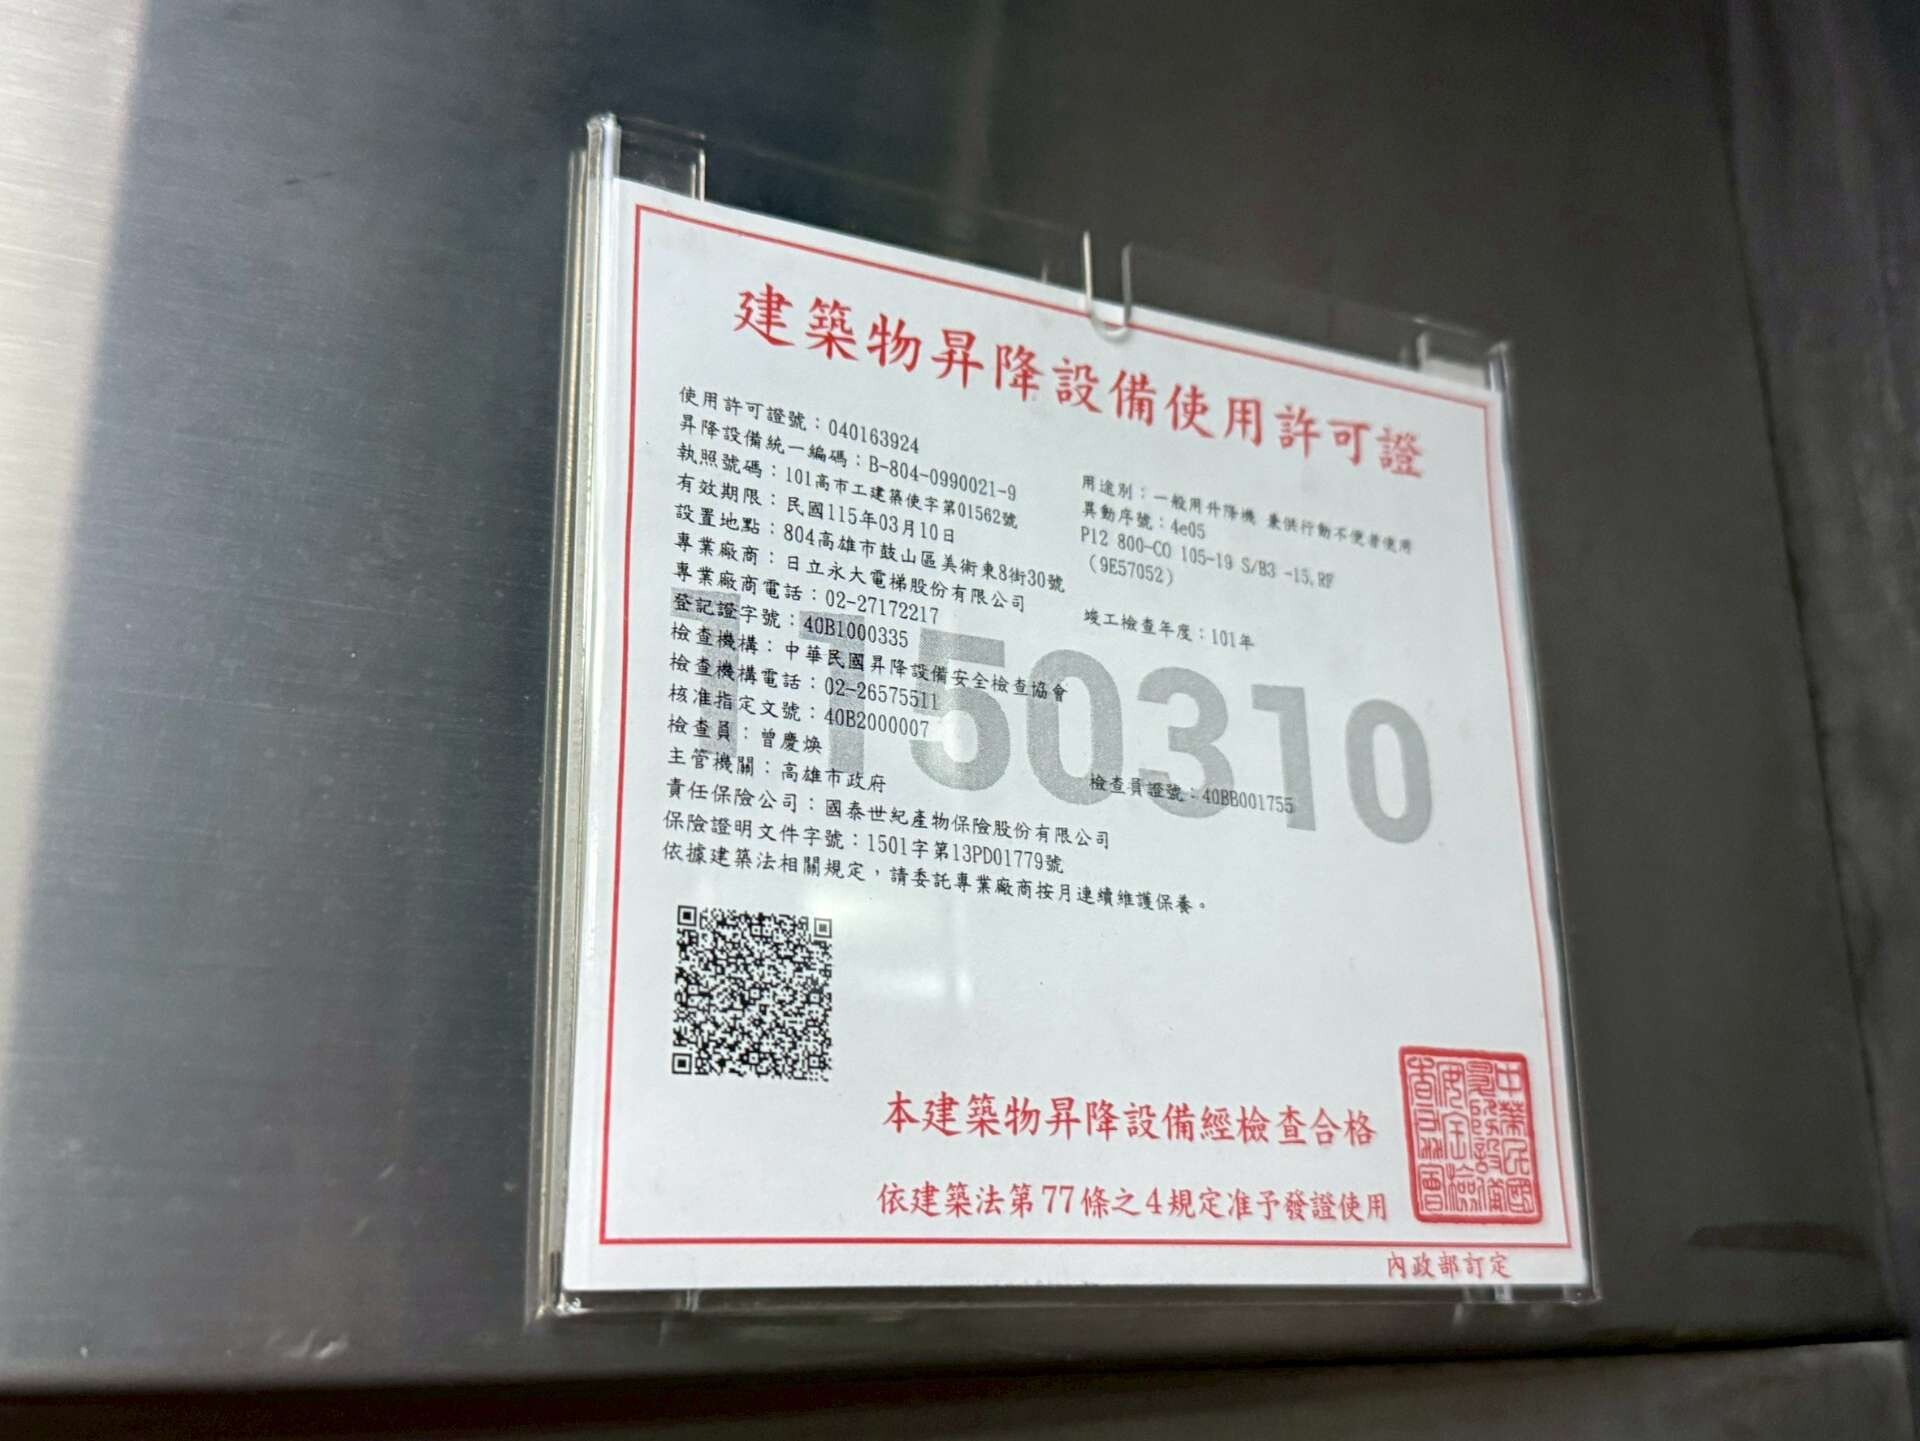 建築物昇降設備使用許可證
使用許可證號：040163924
昇降設備統一編碼：B-804-0990021-9
執照號碼：101高市工建築使字第01562號
有效期限：民國115年03月10日
設置地點：804高雄市鼓山區美術東8街30號
專業廠商：日立永大電梯股份有限公司
專業廠商電話：02-27172217
登記證字號：40B1000335
檢查機構：中華民國昇降設備安全檢查協會
檢查機構電話：02-26575511
核准指定文號：40B2000007
檢查員：曾慶煥
主管機關：高雄市政府
責任保險公司：國泰世紀產物保險股份有限公司
保險證明文件字號：1501字第13PD01779號
依據建築法相關規定，請委託專業廠商按月連續維護保養。
用途別：一般用升降機 兼供行動不便者使用
異動序號：4e05
P12 800-CO 105-19 S/B3 -15,RF
（9E57052）
竣工檢查年度：101年
檢查員證號：40BB001755
1150310
本建築物昇降設備經檢查合格
依建築法第77條之4規定准予發證使用
中華民國昇降設備安全檢查協會
內政部訂定